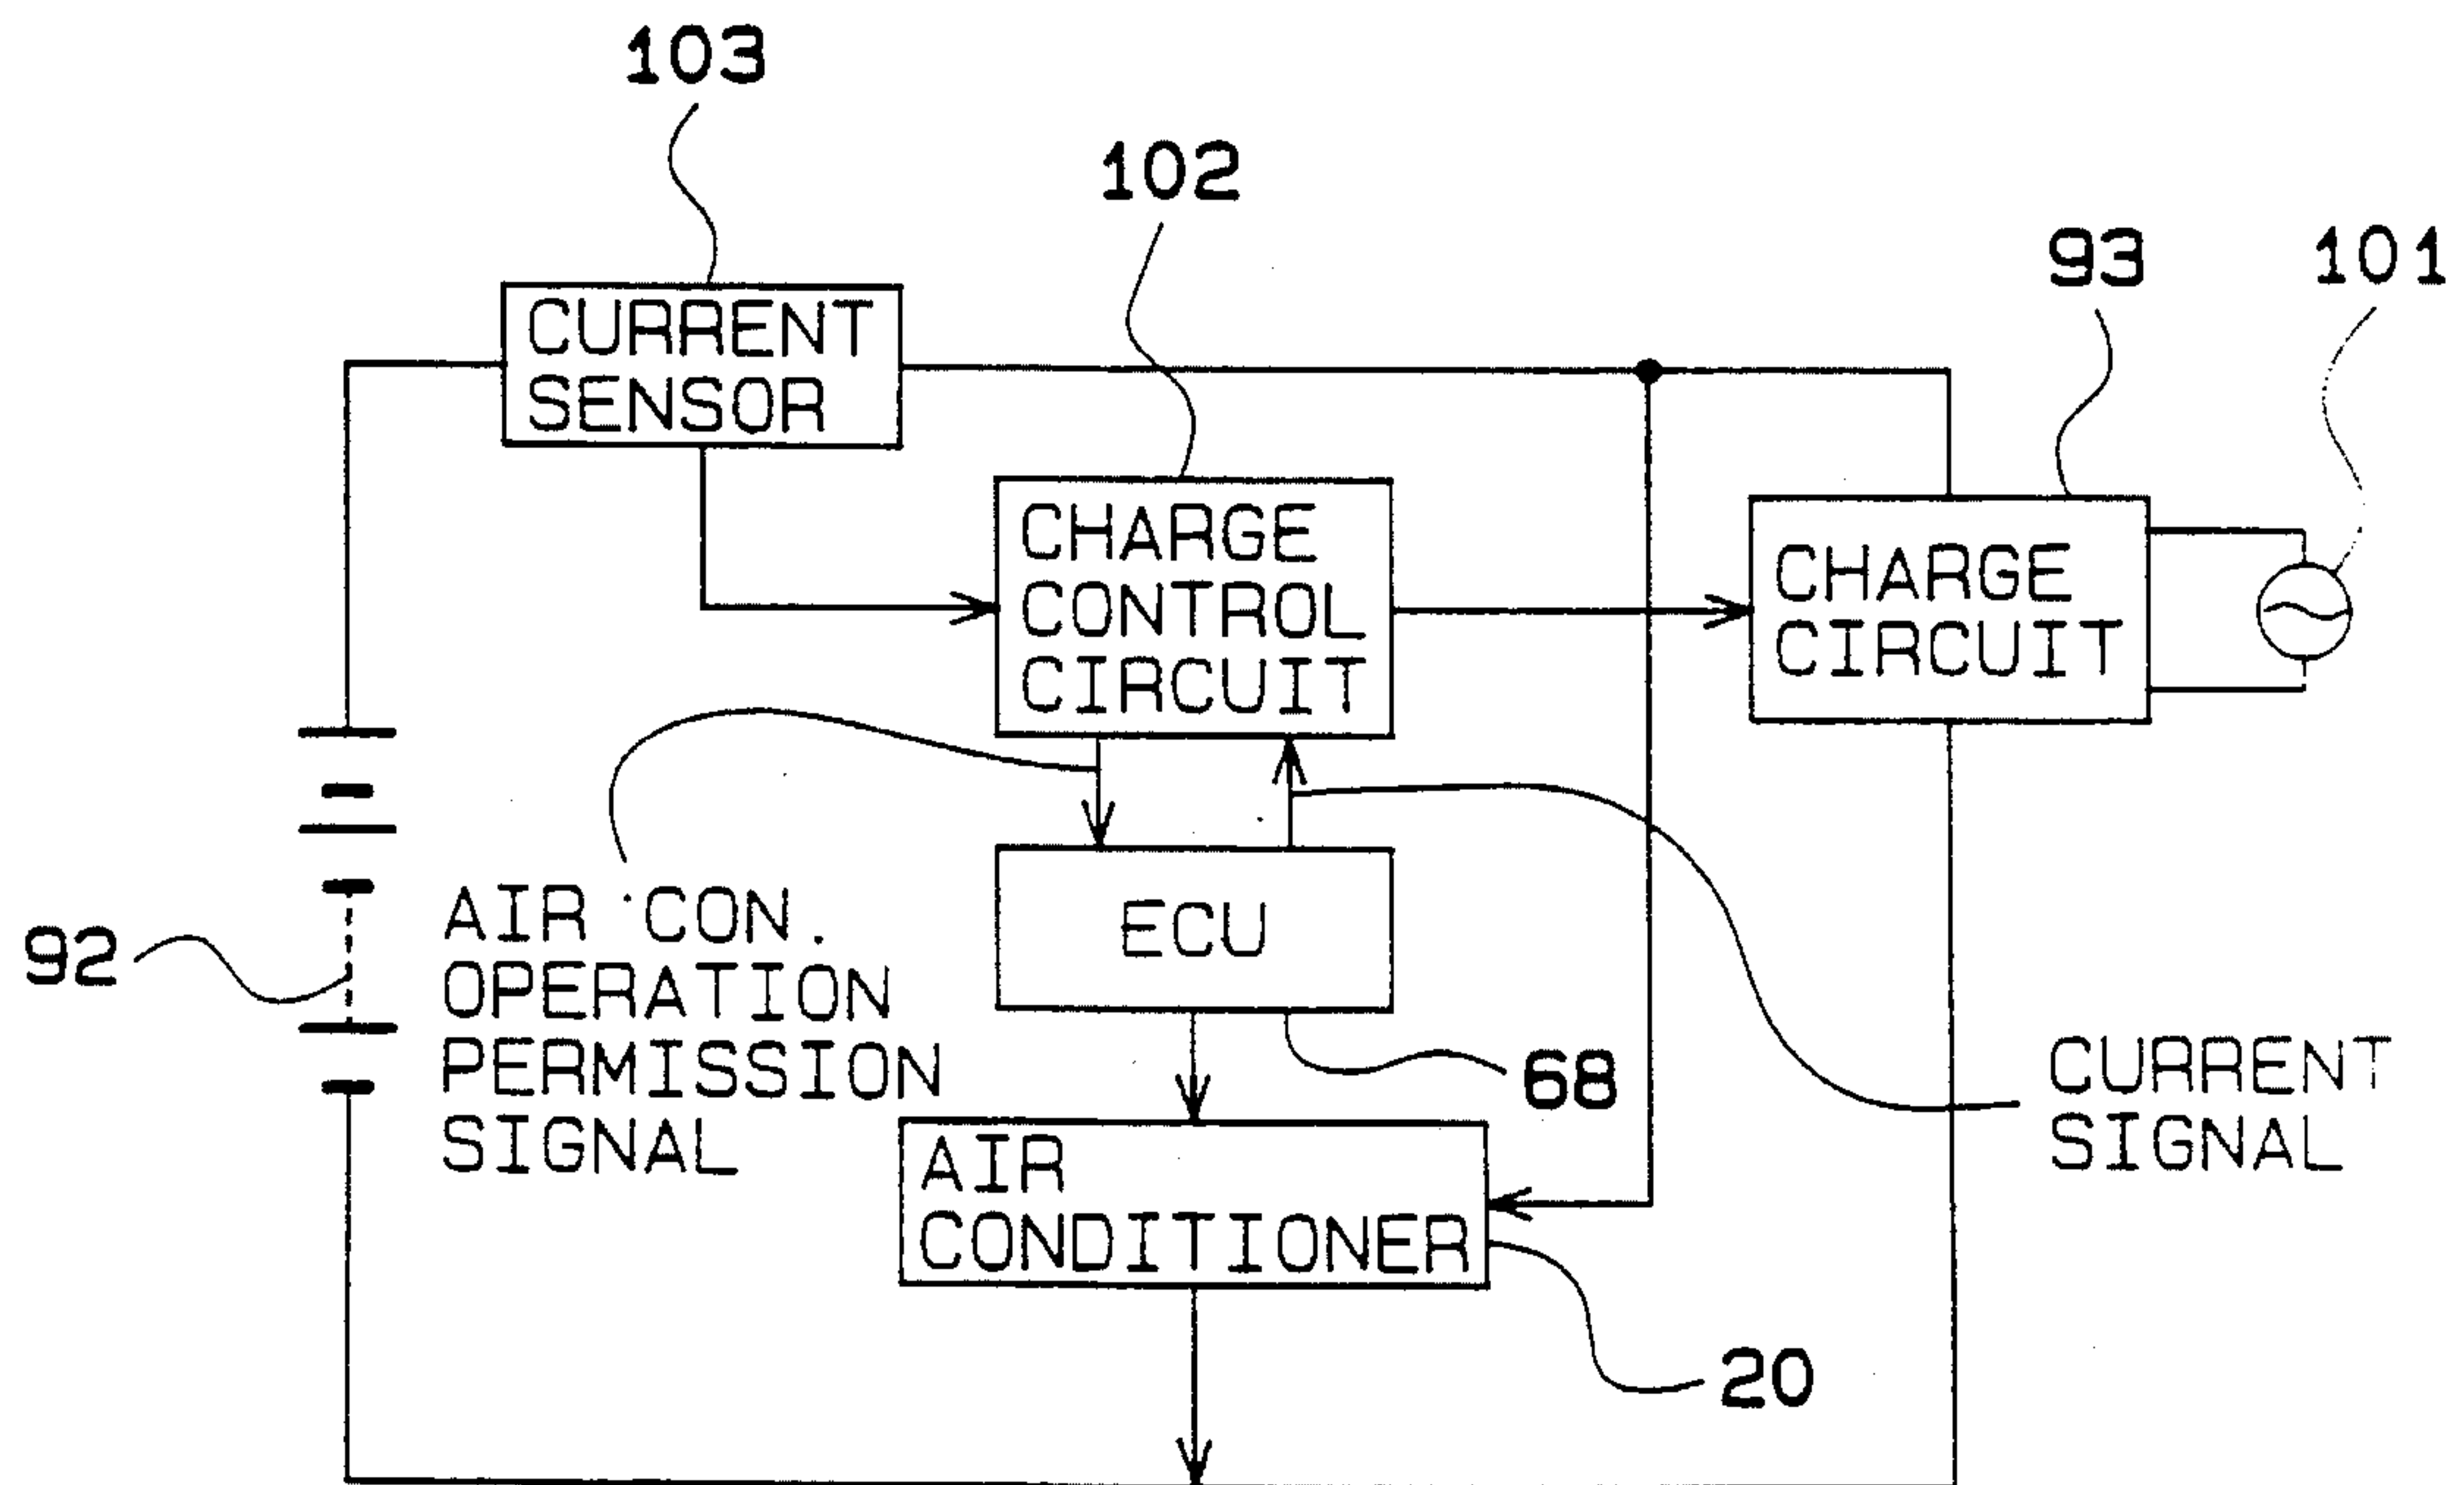 103
102
93
101
CURRENT
SENSOR
CHARGE
CONTROL
CIRCUIT
CHARGE
CIRCUIT
AIR CON.
OPERATION
PERMISSION
SIGNAL
92
ECU
68
CURRENT
SIGNAL
AIR
CONDITIONER
20